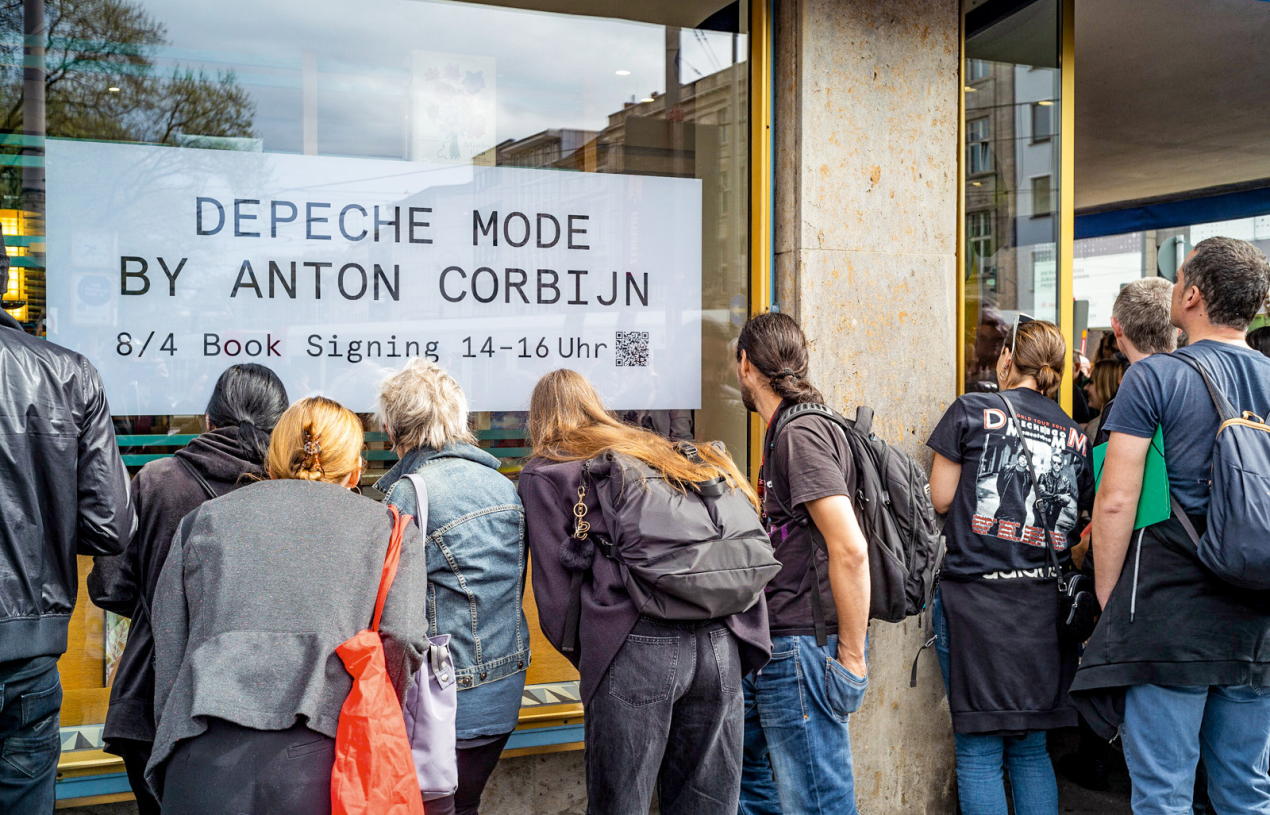 DEPECHE MODE
BY ANTON CORBIJN
8/4 Book Signing 14–16 Uhr